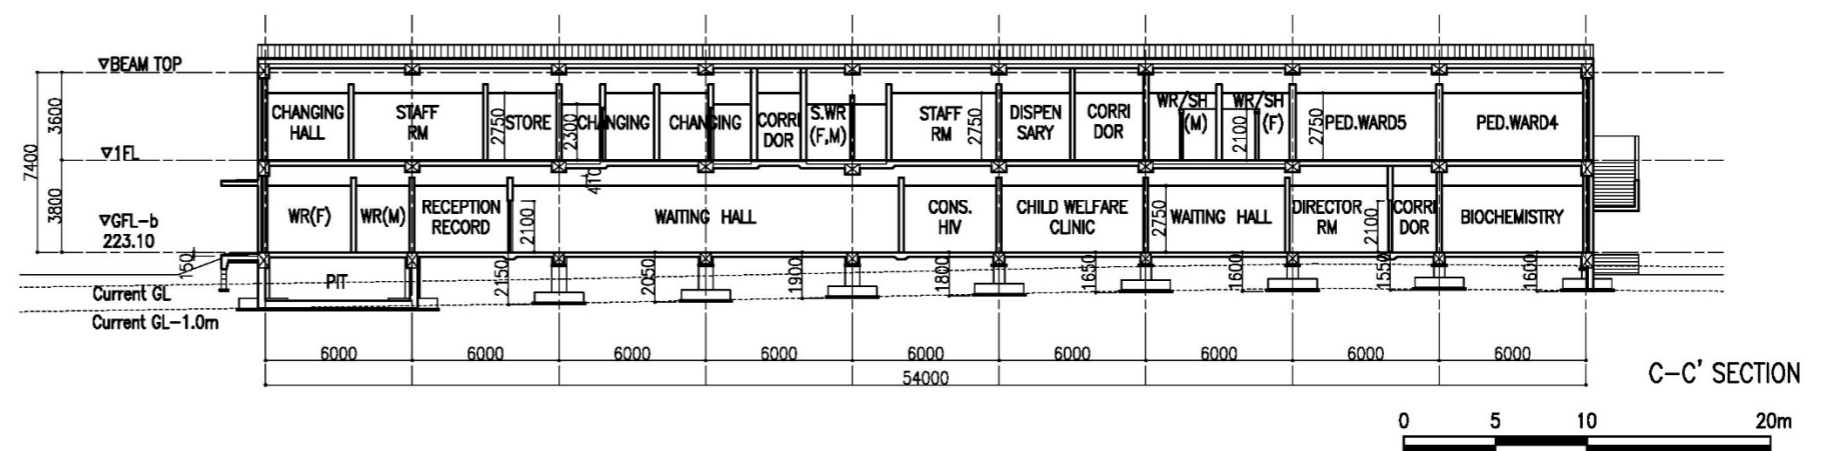 ▽BEAM TOP
3600
7400
▽1FL
3800
▽GFL-b
223.10
150
Current GL
Current GL-1.0m
CHANGING
HALL
STAFF
RM
2750
STORE
2300
CHANGING
CHANGING
CORRI
DOR
S.WR
(F,M)
STAFF
RM
2750
DISPEN
SARY
CORRI
DOR
WR/SH
(M)
2100
WR/SH
(F)
2750
PED.WARD5
PED.WARD4
410
WR(F)
WR(M)
RECEPTION
RECORD
2100
WAITING HALL
CONS.
HIV
CHILD WELFARE
CLINIC
2750
WAITING HALL
DIRECTOR
RM
2100
CORRI
DOR
BIOCHEMISTRY
PIT
2150
2050
1900
1800
1650
1600
1550
1600
6000 6000 6000 6000 6000 6000 6000 6000 6000
54000
C-C' SECTION
0 5 10 20m